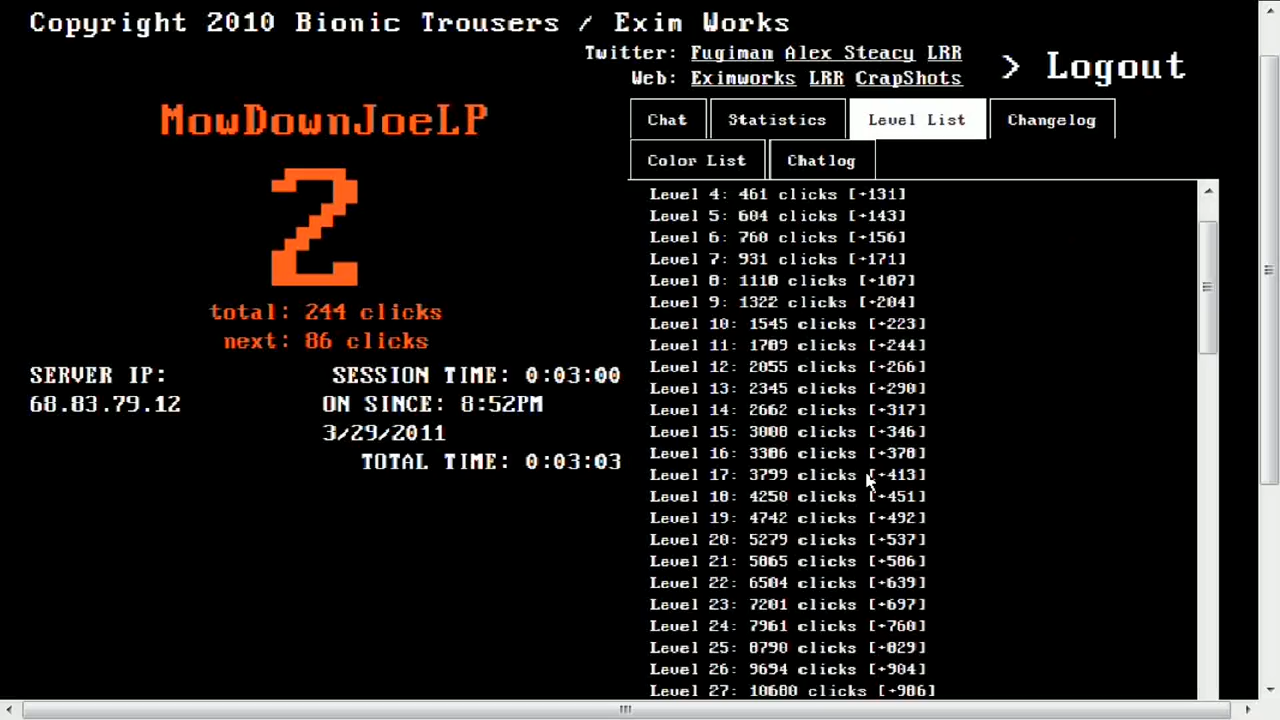 Copyright 2010 Bionic Trousers / Exim Works
Twitter: Fugiman Alex Steacy LRR
Web: Eximworks LRR CrapShots
> Logout
MowDownJoeLP
2
total: 244 clicks
next: 86 clicks
SERVER IP:
68.83.79.12
SESSION TIME: 0:03:00
ON SINCE: 8:52PM
3/29/2011
TOTAL TIME: 0:03:03
Chat Statistics Level List Changelog
Color List Chatlog
Level 4: 461 clicks [+131]
Level 5: 604 clicks [+143]
Level 6: 760 clicks [+156]
Level 7: 931 clicks [+171]
Level 8: 1118 clicks [+187]
Level 9: 1322 clicks [+204]
Level 10: 1545 clicks [+223]
Level 11: 1789 clicks [+244]
Level 12: 2055 clicks [+266]
Level 13: 2345 clicks [+290]
Level 14: 2662 clicks [+317]
Level 15: 3008 clicks [+346]
Level 16: 3386 clicks [+378]
Level 17: 3799 clicks [+413]
Level 18: 4250 clicks [+451]
Level 19: 4742 clicks [+492]
Level 20: 5279 clicks [+537]
Level 21: 5865 clicks [+586]
Level 22: 6504 clicks [+639]
Level 23: 7201 clicks [+697]
Level 24: 7961 clicks [+760]
Level 25: 8790 clicks [+829]
Level 26: 9694 clicks [+904]
Level 27: 10680 clicks [+986]